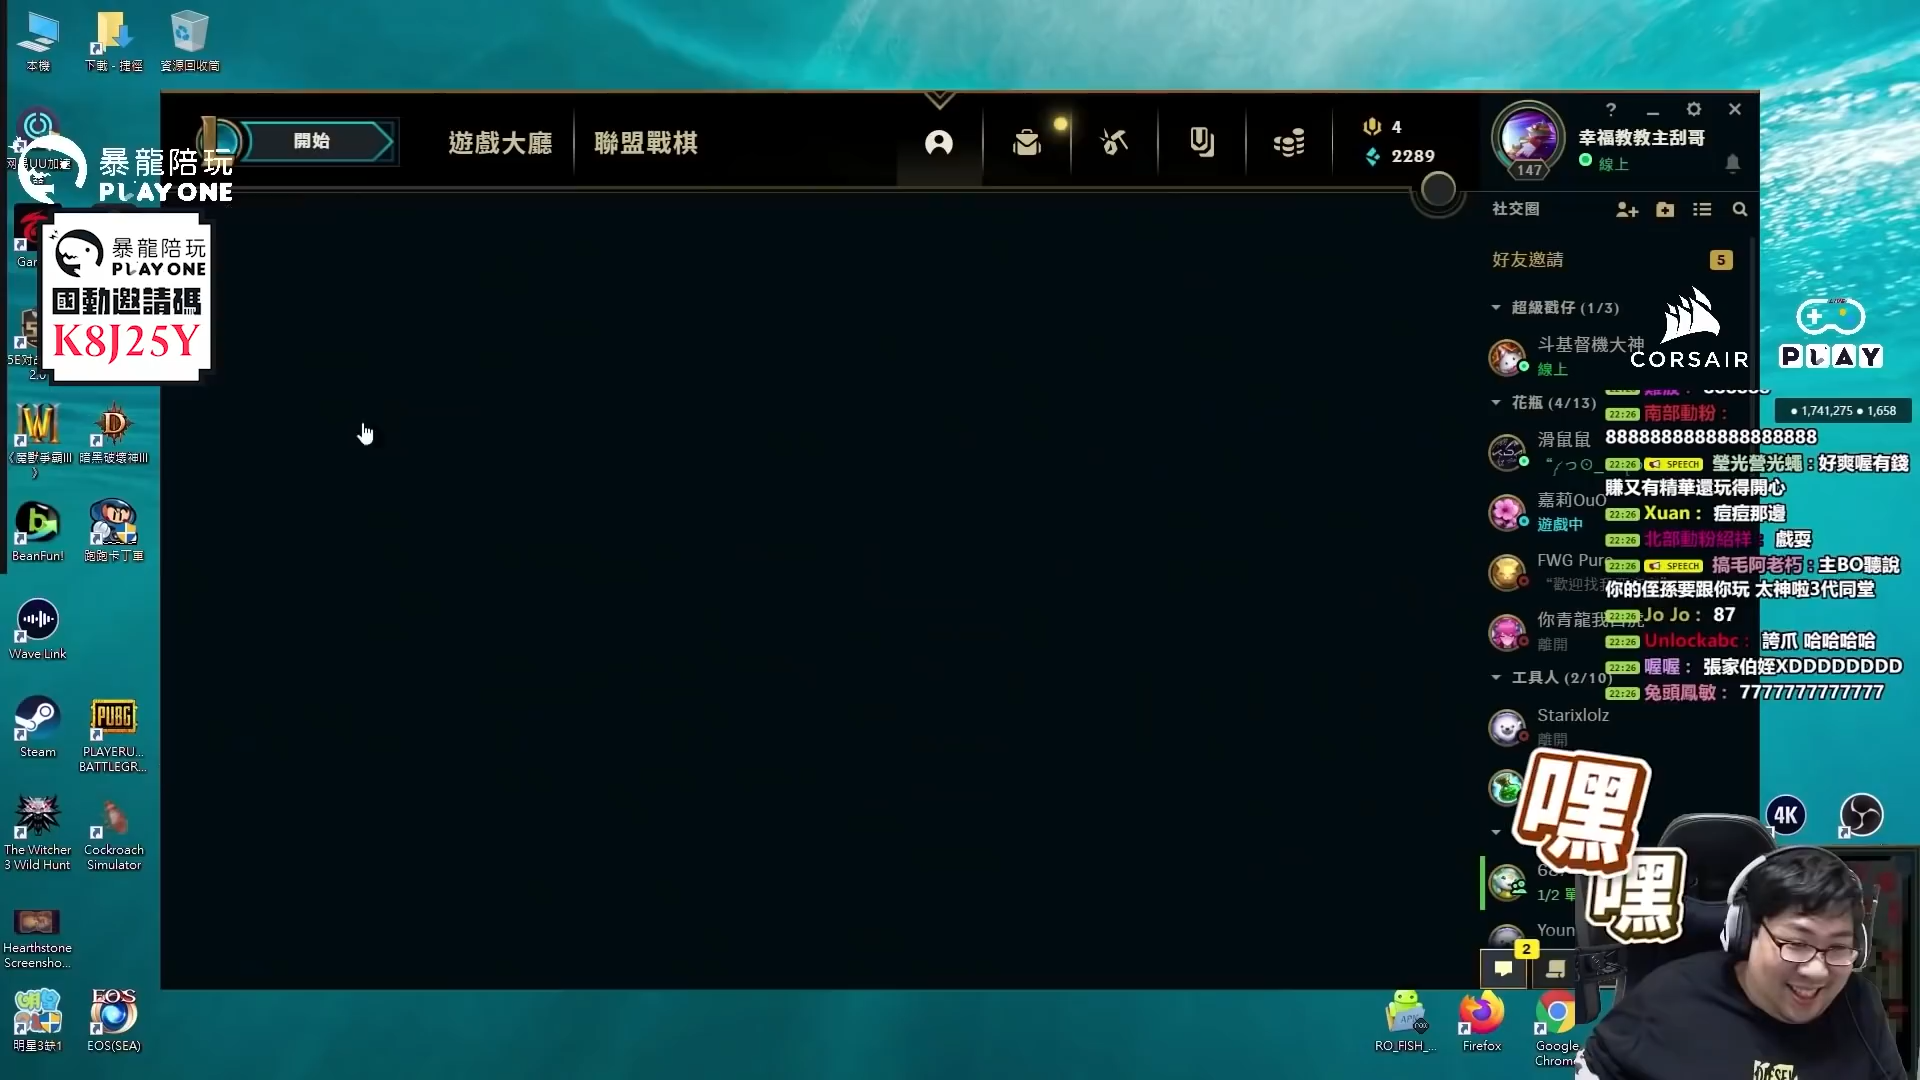 本機
下載 - 捷徑
資源回收筒
暴龍陪玩
PLAY ONE
暴龍陪玩
PLAY ONE
國動邀請碼
K8J25Y
《魔獸爭霸III
》
暗黑破壞神III
BeanFun!
跑跑卡丁車
Wave Link
Steam
PLAYERU...
BATTLEGR...
The Witcher
3 Wild Hunt
Cockroach
Simulator
Hearthstone
Screensho...
明星3缺1
EOS
EOS(SEA)
開始
遊戲大廳
聯盟戰棋
4
2289
147
幸福教教主刮哥
線上
社交圈
好友邀請
5
超級戳仔 (1/3)
斗基督機大神
線上
花瓶 (4/13)
滑鼠鼠
嘉莉OuO
遊戲中
FWG Pure
你青龍我白虎
離開
工具人 (2/10)
Starixlolz
離開
1/2 單
Youn
2
CORSAIR
PLAY
1,741,275 1,658
22:26 南部動粉：
8888888888888888888
22:26 SPEECH 瑩光營光蠅：好爽喔有錢
賺又有精華還玩得開心
22:26 Xuan： 痘痘那邊
22:26 北部動粉紹祥： 戲耍
22:26 SPEECH 搞毛阿老朽：主BO聽說
你的侄孫要跟你玩 太神啦3代同堂
22:26 Jo Jo： 87
22:26 Unlockabc： 誇爪 哈哈哈哈
22:26 喔喔： 張家伯姪XDDDDDDDD
22:26 兔頭鳳敏： 7777777777777
嘿
嘿
4K
RO_FISH_...
Firefox
Google
Chrome